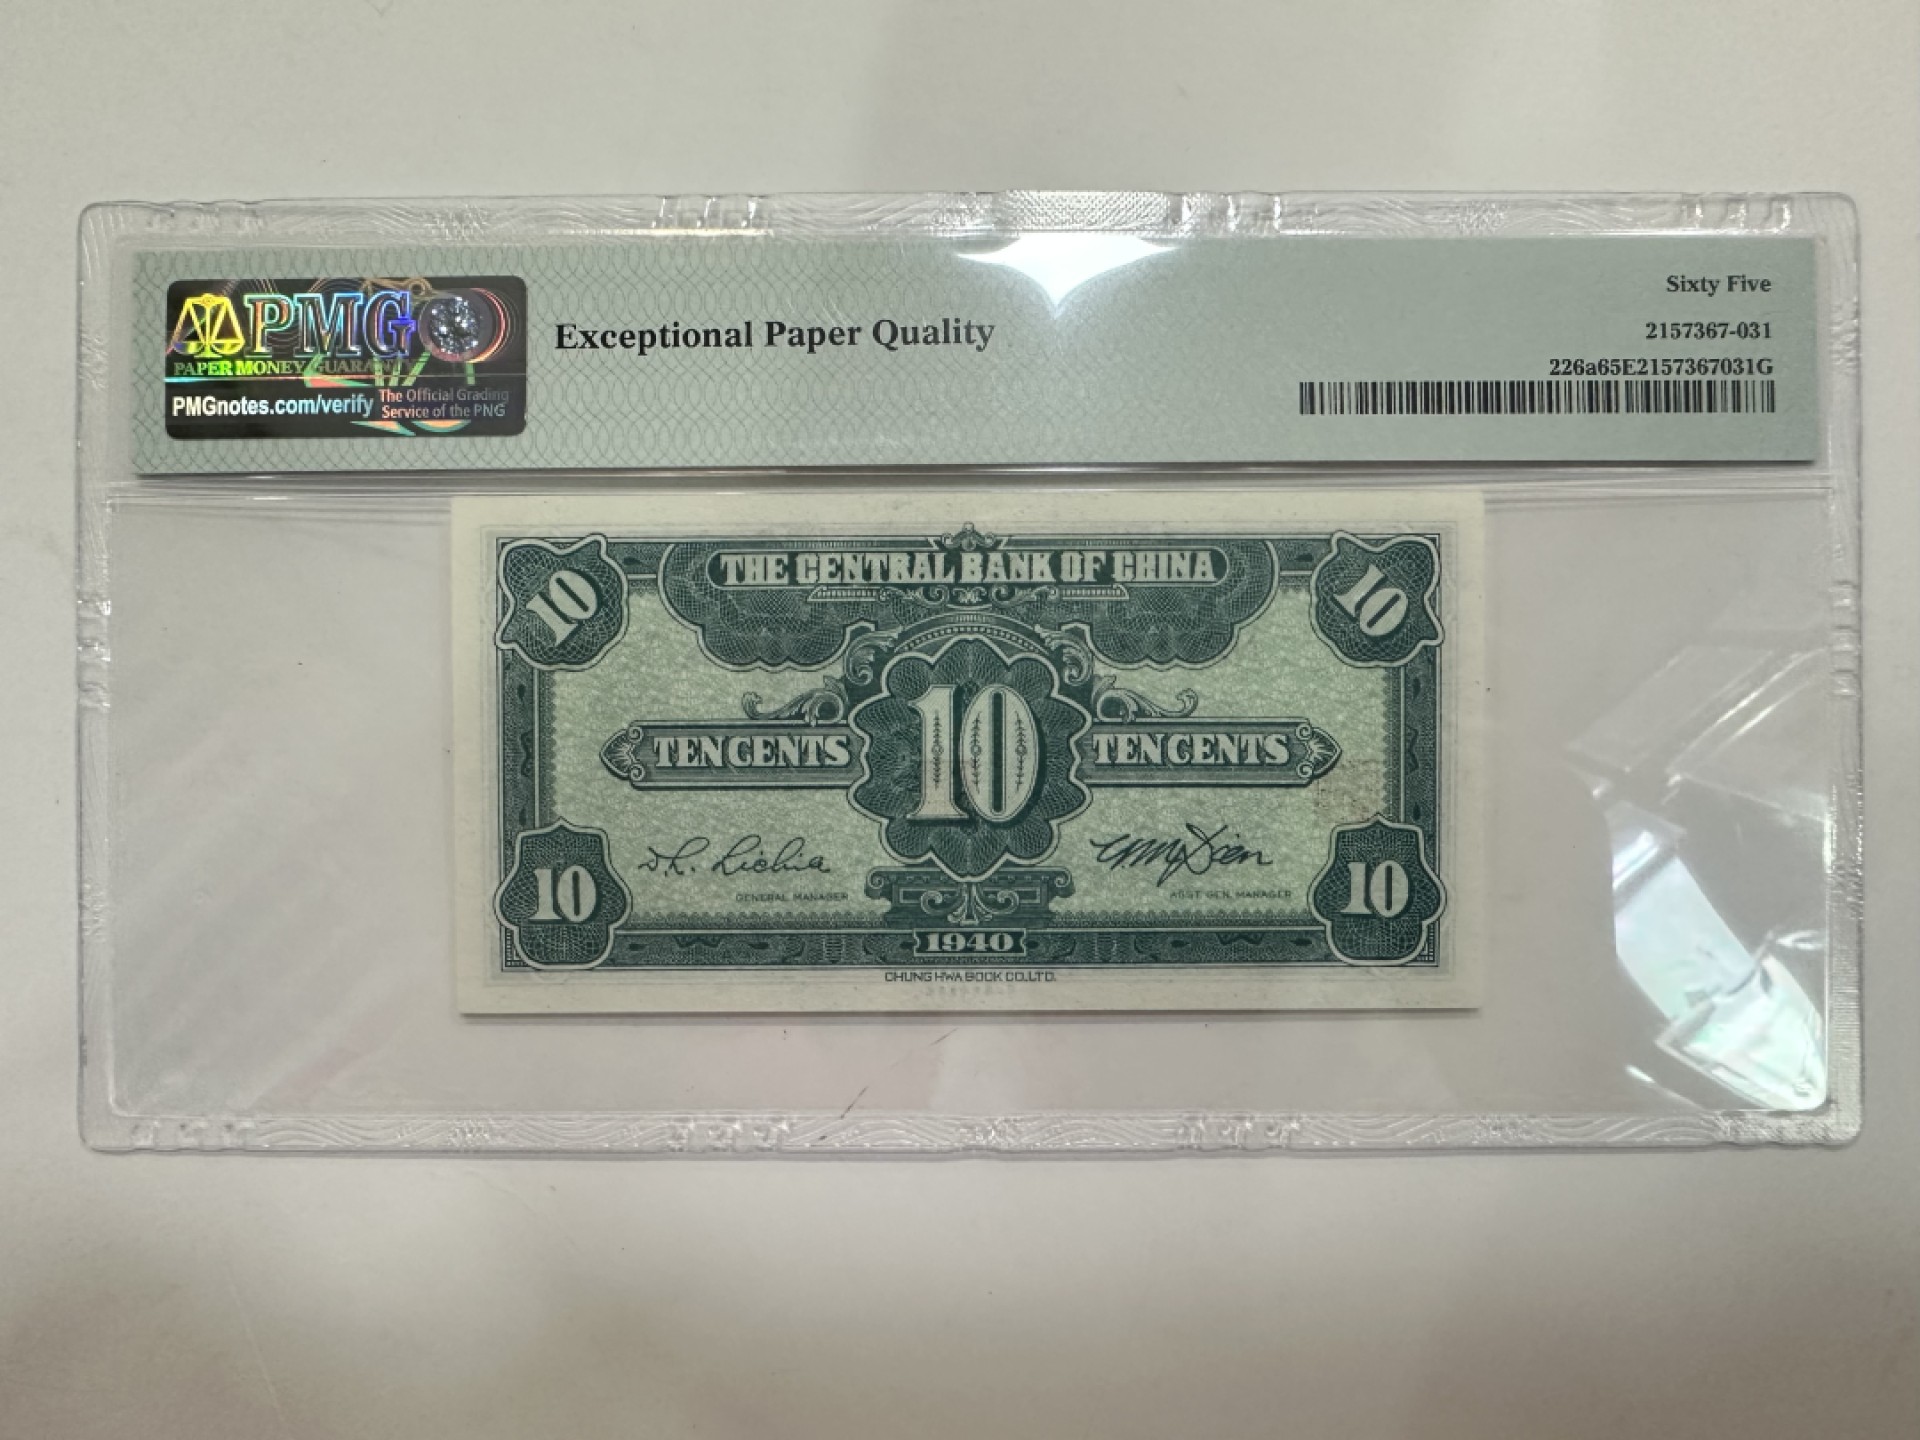 PMG
PAPER MONEY GUARANTY
PMGnotes.com/verify
The Official Grading
Service of the PNG
Exceptional Paper Quality
Sixty Five
2157367-031
226a65E2157367031G
THE CENTRAL BANK OF CHINA
10
10
10
TEN CENTS
TEN CENTS
10
10
GENERAL MANAGER
ASST. GEN. MANAGER
1940
CHUNG HWA BOOK CO., LTD.